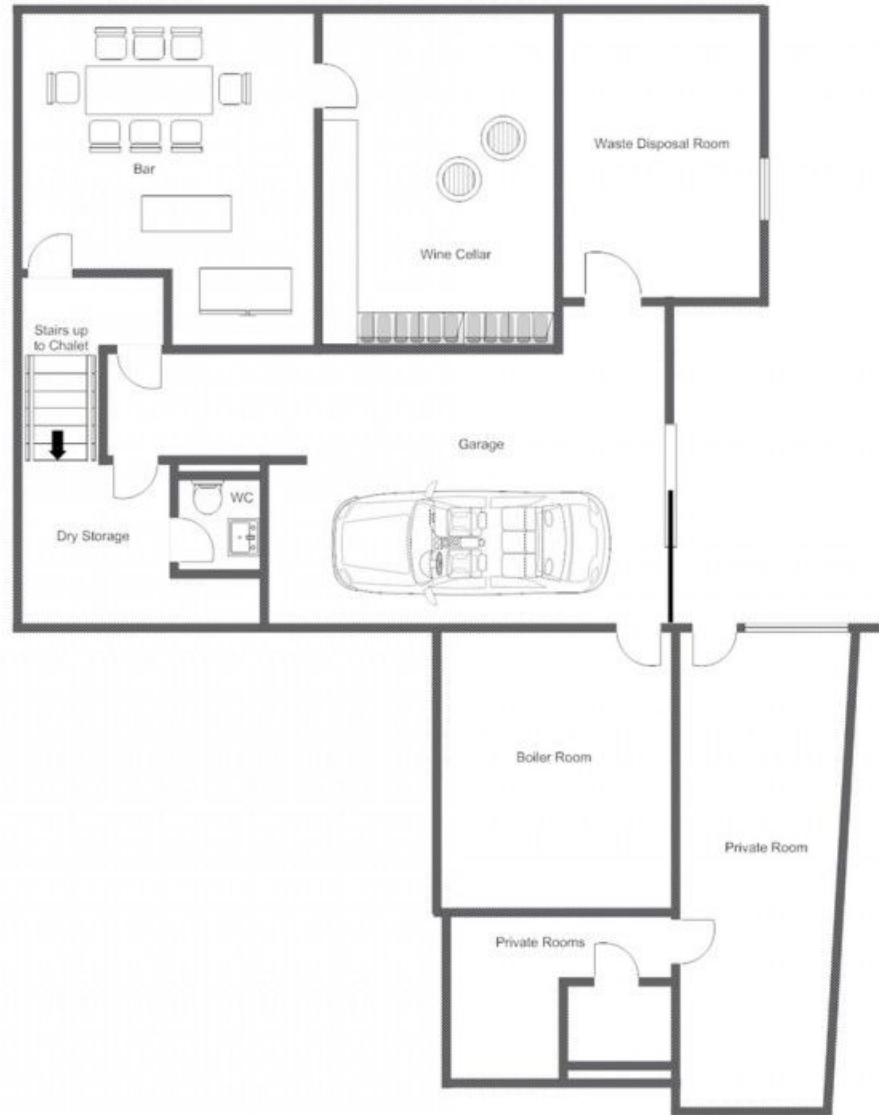 Bar
Waste Disposal Room
Wine Cellar
Stairs up
to Chalet
Garage
WC
Dry Storage
Boiler Room
Private Room
Private Rooms